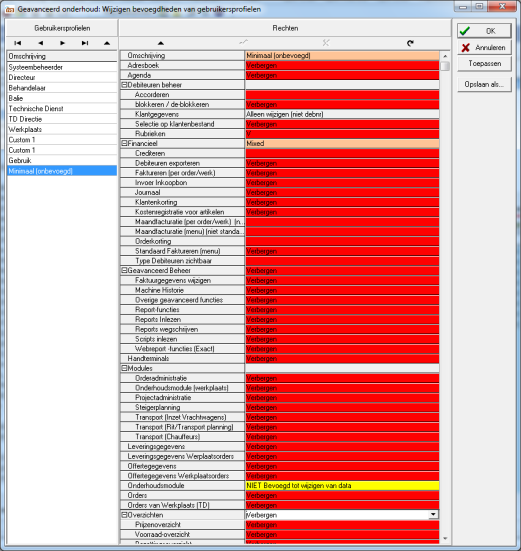 Geavanceerd onderhoud: Wijzigen bevoegdheden van gebruikersprofielen
Gebruikersprofielen
Rechten
OK
Annuleren
Toepassen
Opslaan als...
Omschrijving
Systeembeheerder
Directeur
Behandelaar
Balie
Technische Dienst
TD Directie
Werkplaats
Custom 1
Custom 1
Gebruik
Minimaal (onbevoegd)
Omschrijving Minimaal (onbevoegd)
Adresboek Verbergen
Agenda Verbergen
Debiteuren beheer
Accorderen
blokkeren / de-blokkeren Verbergen
Klantgegevens Alleen wijzigen (niet debnr)
Selectie op klantenbestand Verbergen
Rubrieken
Financieel Mixed
Crediteren
Debiteuren exporteren Verbergen
Faktureren (per order/werk) Verbergen
Invoer Inkoopbon Verbergen
Journaal Verbergen
Klantenkorting Verbergen
Kostenregistratie voor artikelen Verbergen
Maandfacturatie (per order/werk) (n...
Maandfacturatie (menu) (niet standa...
Orderkorting
Standaard Faktureren (menu) Verbergen
Type Debiteuren zichtbaar
Geavanceerd Beheer Verbergen
Faktuurgegevens wijzigen Verbergen
Machine Historie Verbergen
Overige geavanceerd functies Verbergen
Report-functies Verbergen
Reports Inlezen Verbergen
Reports wegschrijven Verbergen
Scripts inlezen Verbergen
Webreport -functies (Exact) Verbergen
Handterminals Verbergen
Modules
Orderadministratie Verbergen
Onderhoudsmodule (werkplaats) Verbergen
Projectadministratie Verbergen
Steigerplanning Verbergen
Transport (Inzet Vrachtwagens) Verbergen
Transport (Rit/Transport planning) Verbergen
Transport (Chauffeurs) Verbergen
Leveringsgegevens Verbergen
Leveringsgegevens Werplaatsorders Verbergen
Offertegegevens Verbergen
Offertegegevens Werkplaatsorders Verbergen
Onderhoudsmodule NIET Bevoegd tot wijzigen van data
Orders Verbergen
Orders van Werkplaats (TD) Verbergen
Overzichten Verbergen
Prijzenoverzicht Verbergen
Voorraad-overzicht Verbergen